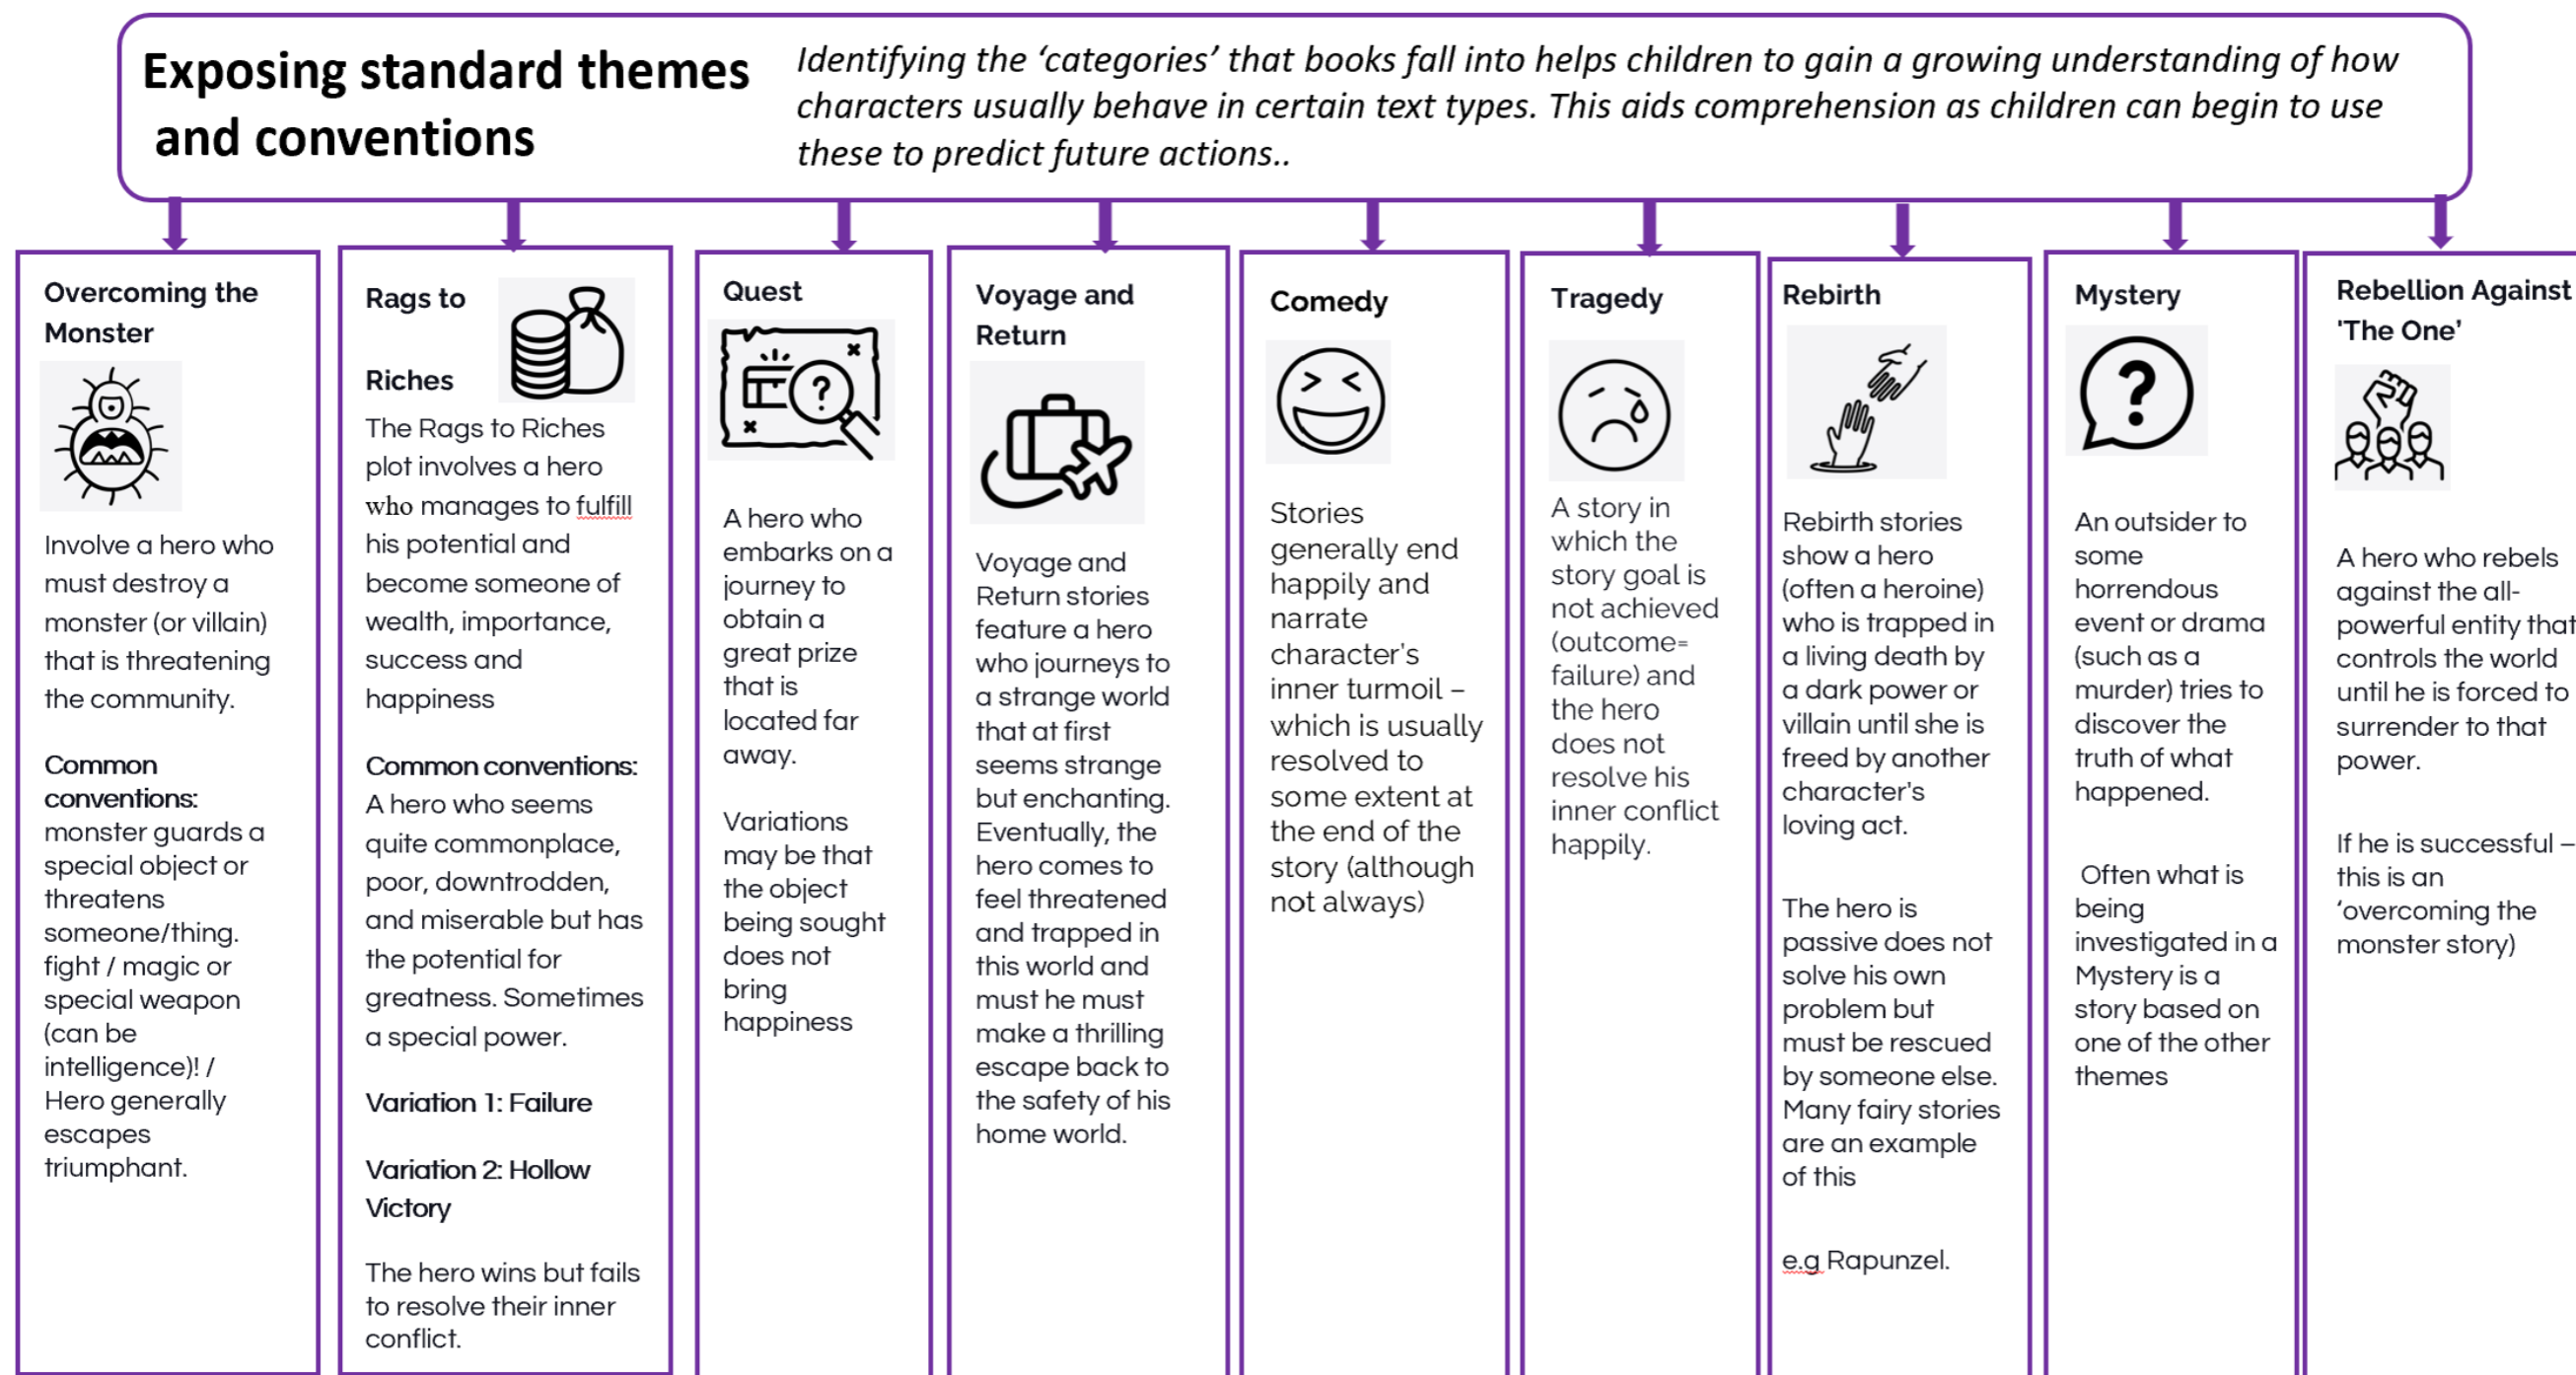 Exposing standard themes
and conventions
Identifying the ‘categories’ that books fall into helps children to gain a growing understanding of how
characters usually behave in certain text types. This aids comprehension as children can begin to use
these to predict future actions..
Overcoming the
Monster
Involve a hero who
must destroy a
monster (or villain)
that is threatening
the community.
Common
conventions:
monster guards a
special object or
threatens
someone/thing.
fight / magic or
special weapon
(can be
intelligence)! /
Hero generally
escapes
triumphant.
Rags to
Riches
The Rags to Riches
plot involves a hero
who manages to fulfill
his potential and
become someone of
wealth, importance,
success and
happiness
Common conventions:
A hero who seems
quite commonplace,
poor, downtrodden,
and miserable but has
the potential for
greatness. Sometimes
a special power.
Variation 1: Failure
Variation 2: Hollow
Victory
The hero wins but fails
to resolve their inner
conflict.
Quest
?
A hero who
embarks on a
journey to
obtain a
great prize
that is
located far
away.
Variations
may be that
the object
being sought
does not
bring
happiness
Voyage and
Return
Voyage and
Return stories
feature a hero
who journeys to
a strange world
that at first
seems strange
but enchanting.
Eventually, the
hero comes to
feel threatened
and trapped in
this world and
must he must
make a thrilling
escape back to
the safety of his
home world.
Comedy
Stories
generally end
happily and
narrate
character’s
inner turmoil –
which is usually
resolved to
some extent at
the end of the
story (although
not always)
Tragedy
A story in
which the
story goal is
not achieved
(outcome=
failure) and
the hero
does not
resolve his
inner conflict
happily.
Rebirth
Rebirth stories
show a hero
(often a heroine)
who is trapped in
a living death by
a dark power or
villain until she is
freed by another
character’s
loving act.
The hero is
passive does not
solve his own
problem but
must be rescued
by someone else.
Many fairy stories
are an example
of this
e.g Rapunzel.
Mystery
?
An outsider to
some
horrendous
event or drama
(such as a
murder) tries to
discover the
truth of what
happened.
Often what is
being
investigated in a
Mystery is a
story based on
one of the other
themes
Rebellion Against
'The One’
A hero who rebels
against the all-
powerful entity that
controls the world
until he is forced to
surrender to that
power.
If he is successful –
this is an
‘overcoming the
monster story)